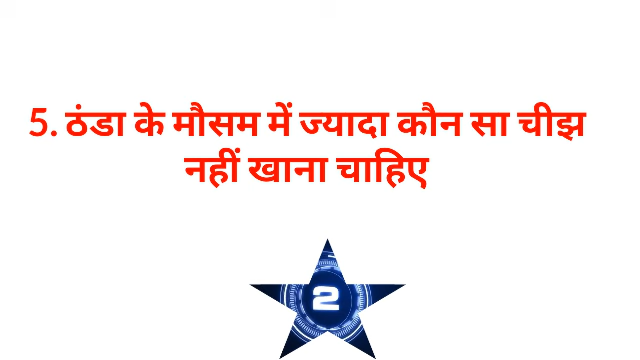 5. ठंडा के मौसम में ज्यादा कौन सा चीझ
नहीं खाना चाहिए
2